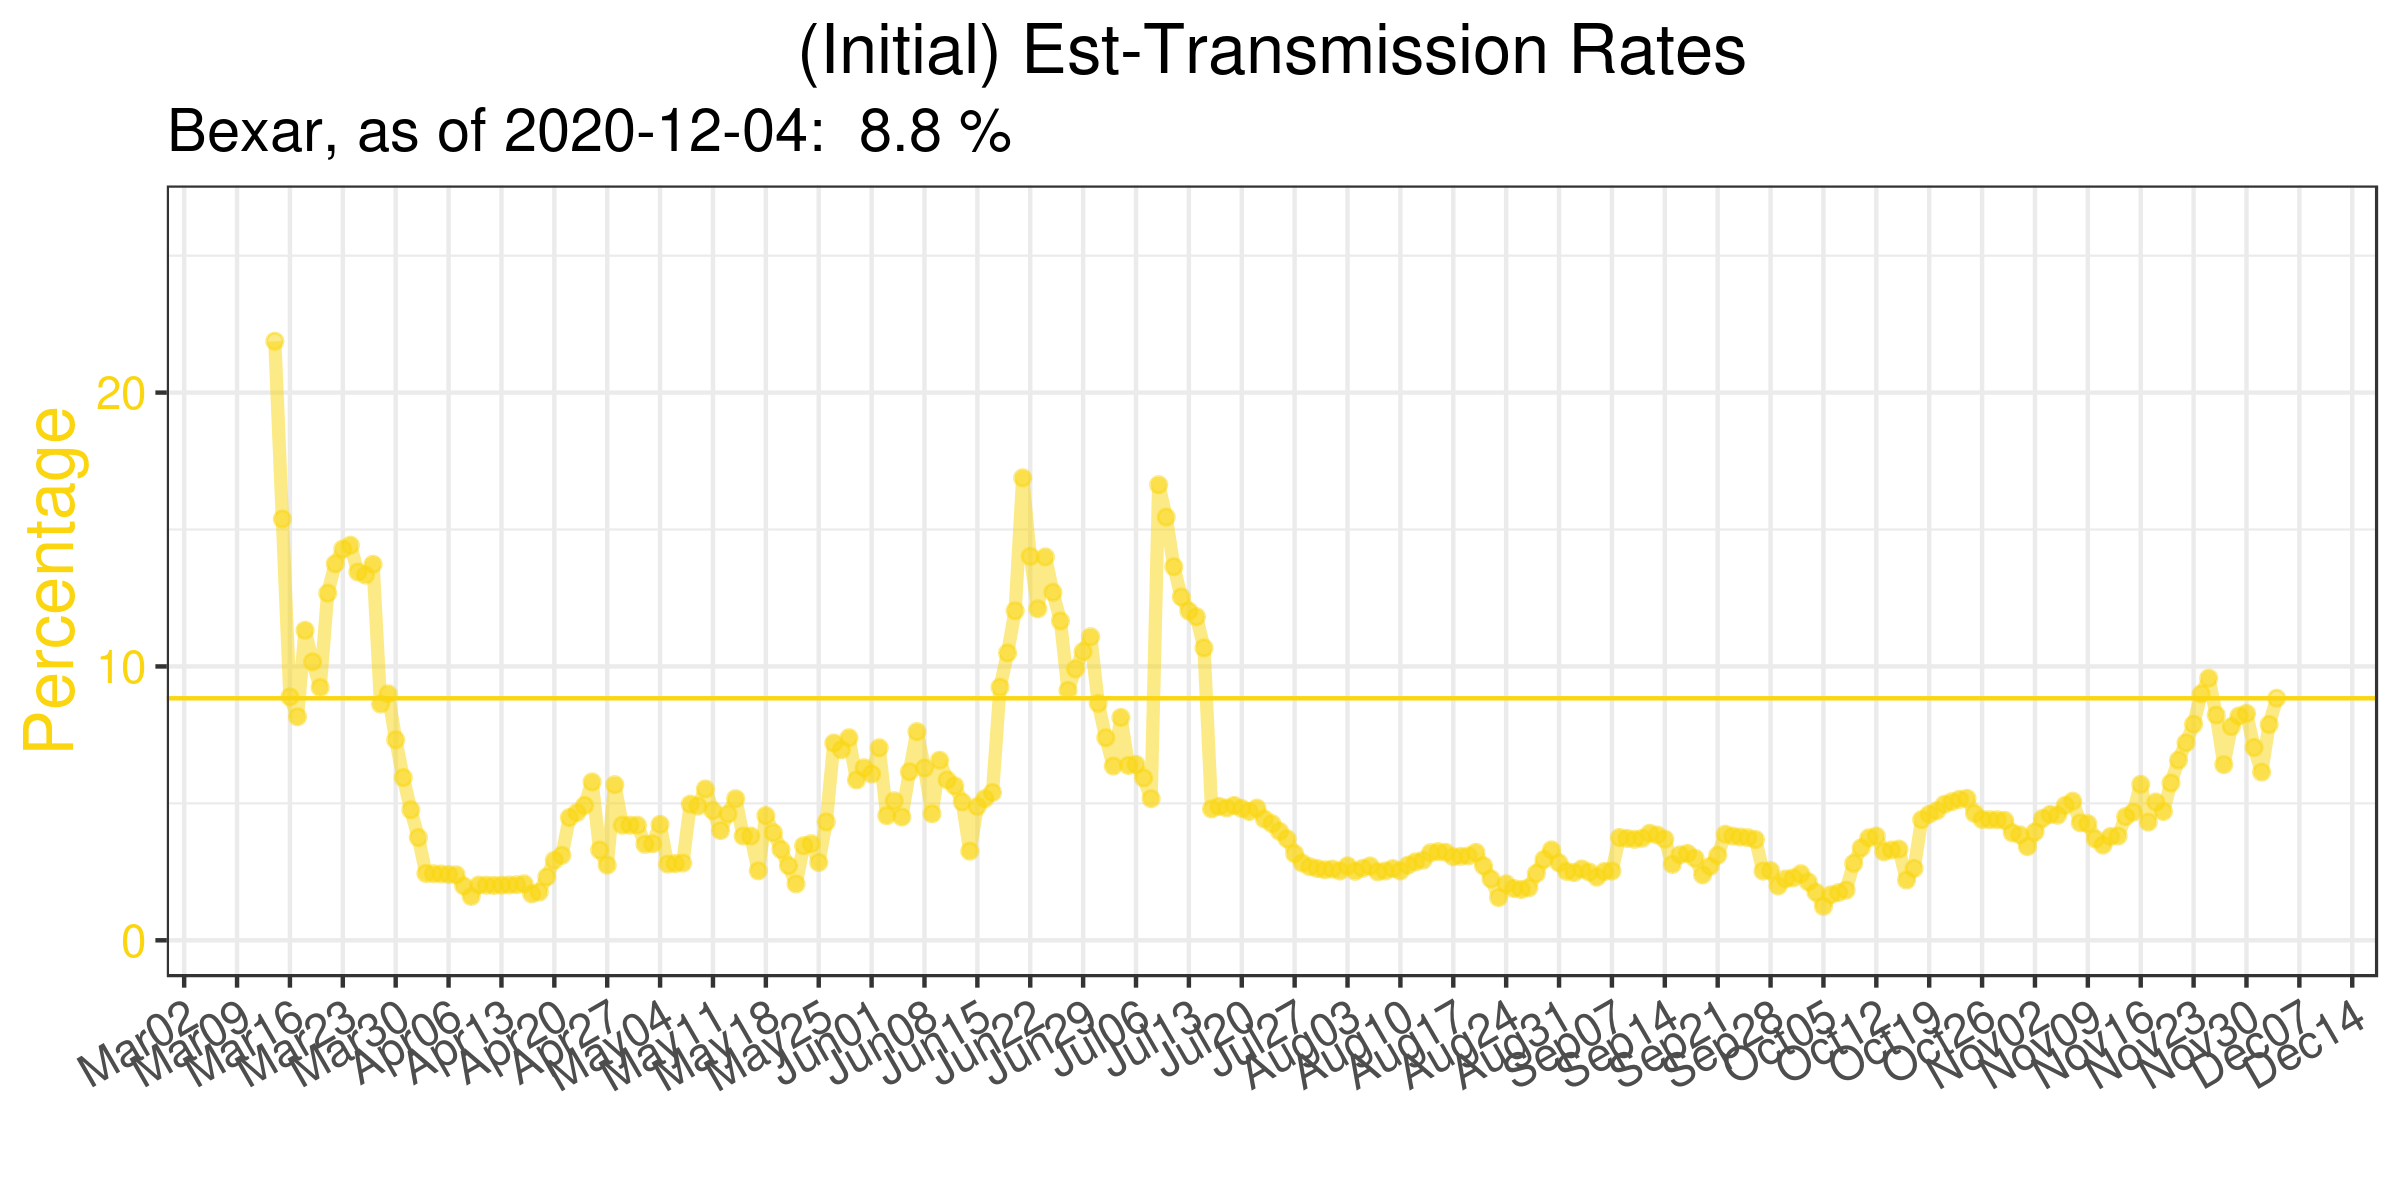 (Initial) Est-Transmission Rates
Bexar, as of 2020-12-04:  8.8 %
Percentage
20
10
0
Mar02
Mar09
Mar16
Mar23
Mar30
Apr06
Apr13
Apr20
Apr27
May04
May11
May18
May25
Jun01
Jun08
Jun15
Jun22
Jun29
Jul06
Jul13
Jul20
Jul27
Aug03
Aug10
Aug17
Aug24
Aug31
Sep07
Sep14
Sep21
Sep28
Oct05
Oct12
Oct19
Oct26
Nov02
Nov09
Nov16
Nov23
Nov30
Dec07
Dec14